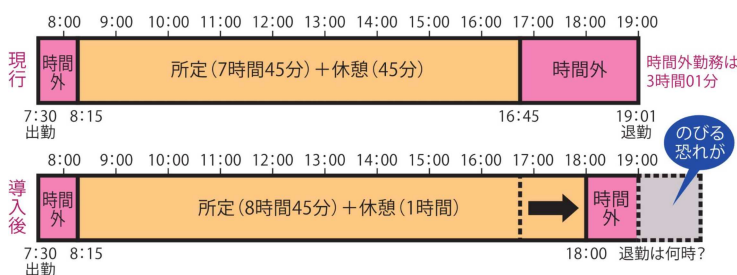 8:00 9:00 10:00 11:00 12:00 13:00 14:00 15:00 16:00 17:00 18:00 19:00
現行
時間外
所定(7時間45分)+休憩(45分)
時間外
時間外勤務は
3時間01分
7:30 8:15 16:45 19:01
出勤 退勤
のびる
恐れが
8:00 9:00 10:00 11:00 12:00 13:00 14:00 15:00 16:00 17:00 18:00 19:00
導入後
時間外
所定(8時間45分)+休憩(1時間)
時間外
7:30 8:15 18:00 退勤は何時?
出勤